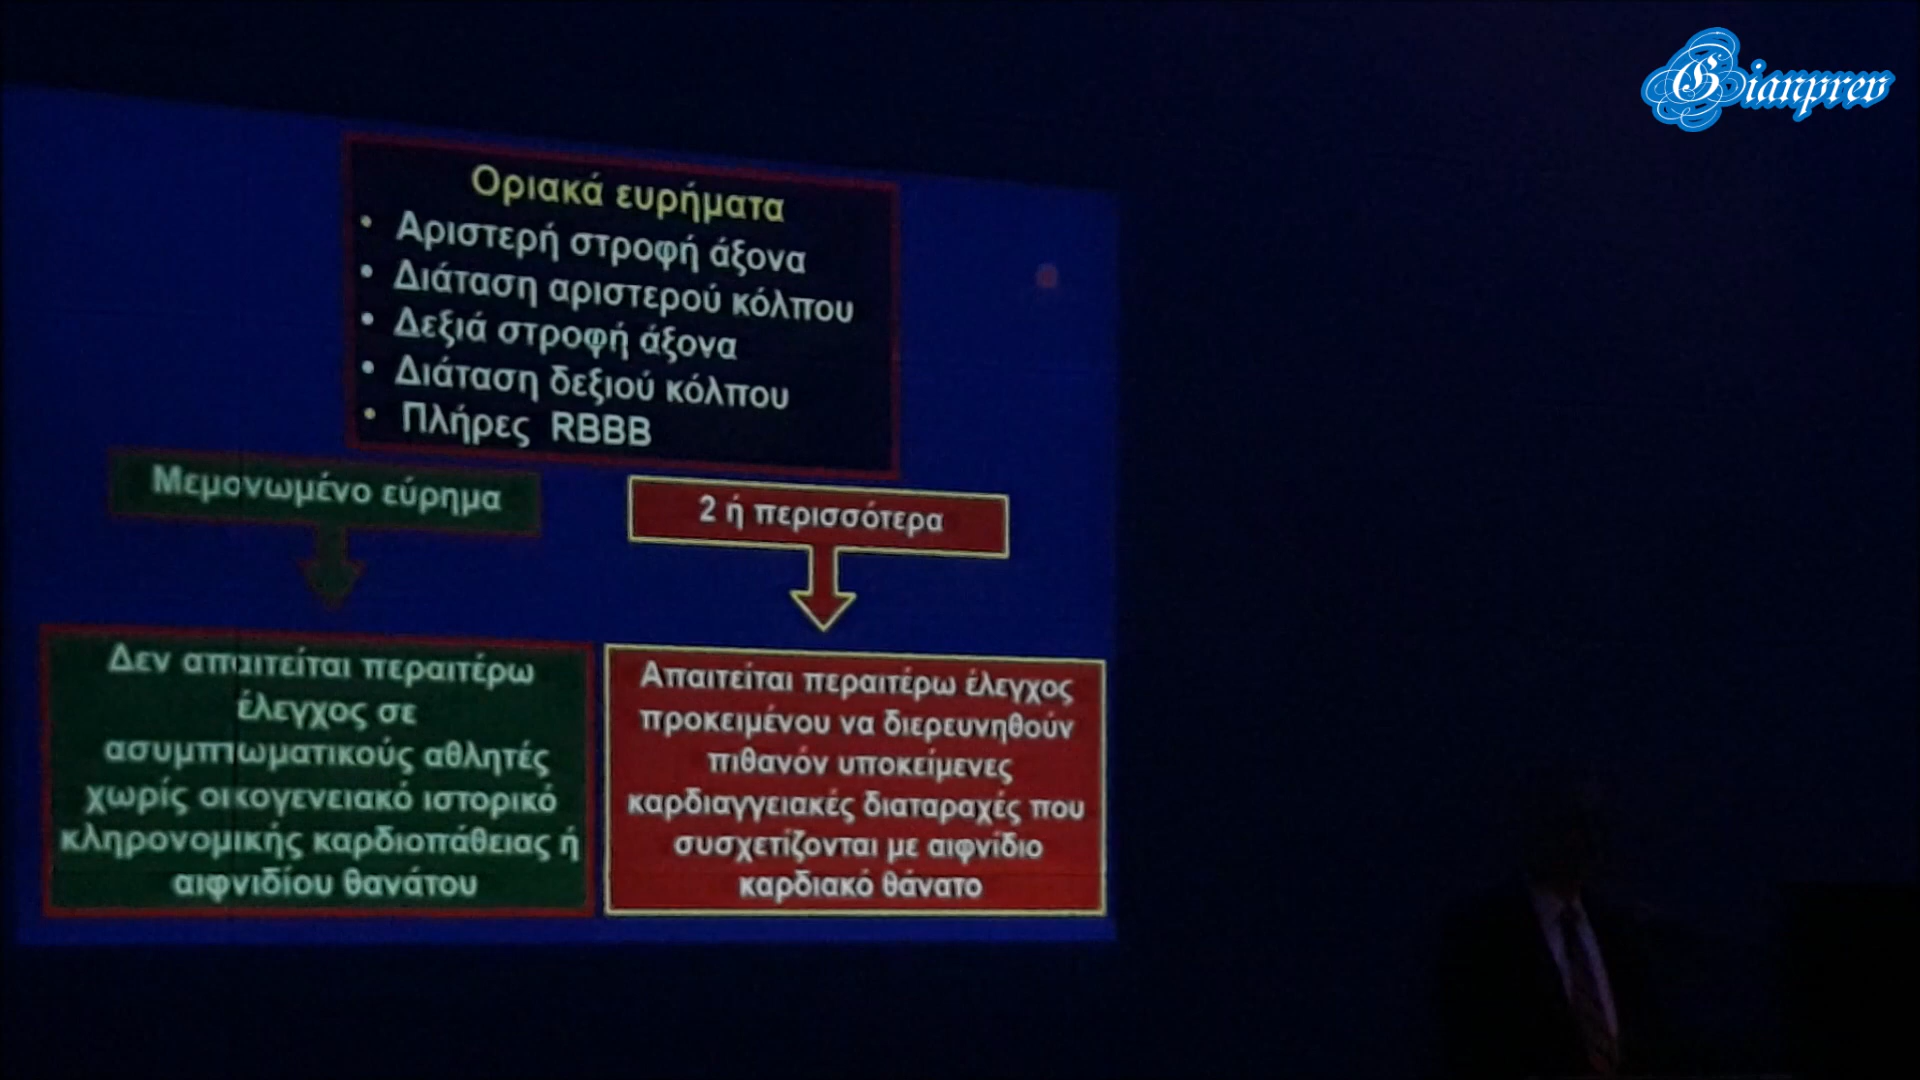 Gianprev
Οριακά ευρήματα
• Αριστερή στροφή άξονα
• Διάταση αριστερού κόλπου
• Δεξιά στροφή άξονα
• Διάταση δεξιού κόλπου
• Πλήρες RBBB
Μεμονωμένο εύρημα
Δεν απαιτείται περαιτέρω
έλεγχος σε
ασυμπτωματικούς αθλητές
χωρίς οικογενειακό ιστορικό
κληρονομικής καρδιοπάθειας ή
αιφνιδίου θανάτου
2 ή περισσότερα
Απαιτείται περαιτέρω έλεγχος
προκειμένου να διερευνηθούν
πιθανόν υποκείμενες
καρδιαγγειακές διαταραχές που
συσχετίζονται με αιφνίδιο
καρδιακό θάνατο